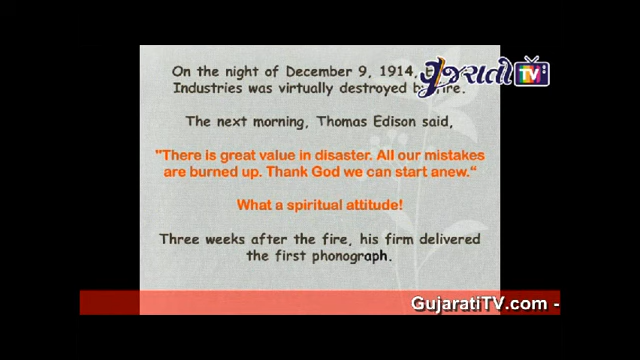 On the night of December 9, 1914,
ગુજરાતી TV
Industries was virtually destroyed by fire.
The next morning, Thomas Edison said,
"There is great value in disaster. All our mistakes
are burned up. Thank God we can start anew."
What a spiritual attitude!
Three weeks after the fire, his firm delivered
the first phonograph.
GujaratiTV.com -